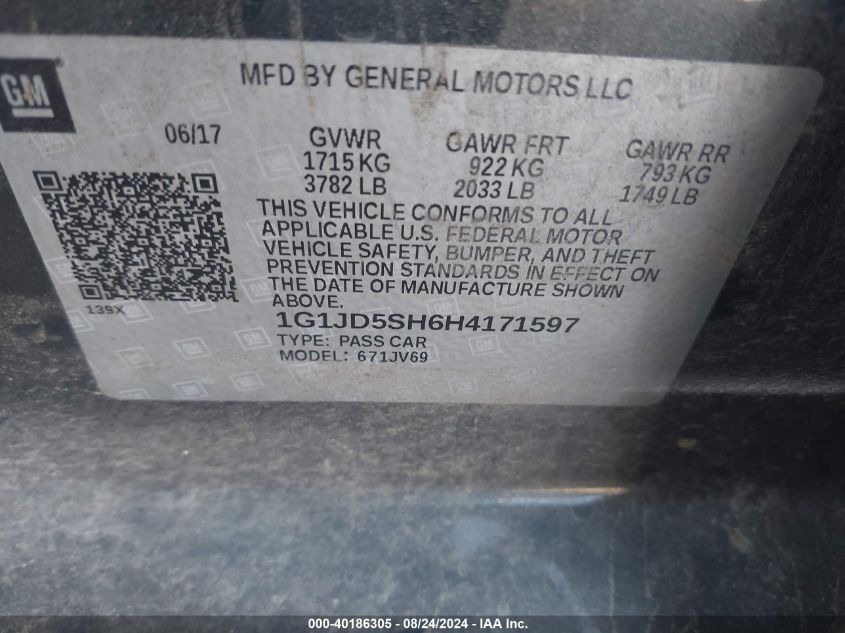 GM
MFD BY GENERAL MOTORS LLC
06/17
GVWR
1715 KG
3782 LB
GAWR FRT
922 KG
2033 LB
GAWR RR
793 KG
1749 LB
THIS VEHICLE CONFORMS TO ALL
APPLICABLE U.S. FEDERAL MOTOR
VEHICLE SAFETY, BUMPER, AND THEFT
PREVENTION STANDARDS IN EFFECT ON
THE DATE OF MANUFACTURE SHOWN
ABOVE.
139X
1G1JD5SH6H4171597
TYPE: PASS CAR
MODEL: 671JV69
000-40186305 - 08/24/2024 - IAA Inc.